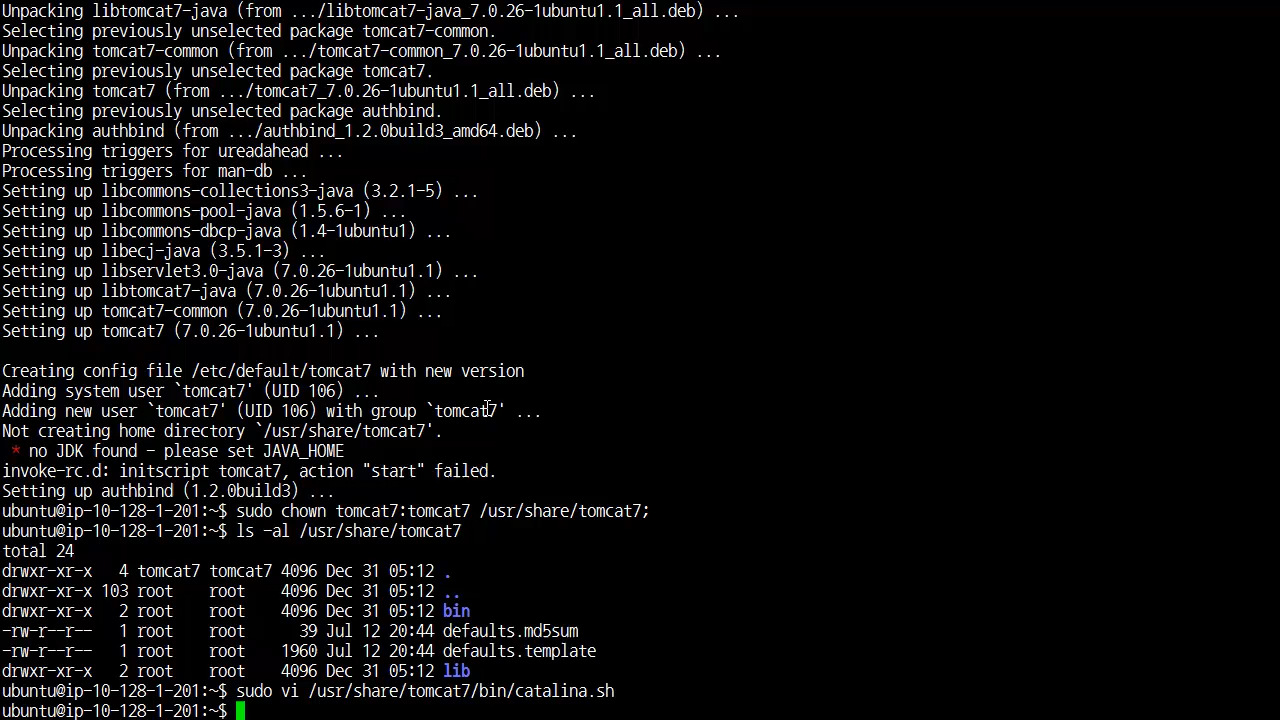 Unpacking libtomcat7-java (from .../libtomcat7-java_7.0.26-1ubuntu1.1_all.deb) ...
Selecting previously unselected package tomcat7-common.
Unpacking tomcat7-common (from .../tomcat7-common_7.0.26-1ubuntu1.1_all.deb) ...
Selecting previously unselected package tomcat7.
Unpacking tomcat7 (from .../tomcat7_7.0.26-1ubuntu1.1_all.deb) ...
Selecting previously unselected package authbind.
Unpacking authbind (from .../authbind_1.2.0build3_amd64.deb) ...
Processing triggers for ureadahead ...
Processing triggers for man-db ...
Setting up libcommons-collections3-java (3.2.1-5) ...
Setting up libcommons-pool-java (1.5.6-1) ...
Setting up libcommons-dbcp-java (1.4-1ubuntu1) ...
Setting up libecj-java (3.5.1-3) ...
Setting up libservlet3.0-java (7.0.26-1ubuntu1.1) ...
Setting up libtomcat7-java (7.0.26-1ubuntu1.1) ...
Setting up tomcat7-common (7.0.26-1ubuntu1.1) ...
Setting up tomcat7 (7.0.26-1ubuntu1.1) ...

Creating config file /etc/default/tomcat7 with new version
Adding system user `tomcat7' (UID 106) ...
Adding new user `tomcat7' (UID 106) with group `tomcat7' ...
Not creating home directory `/usr/share/tomcat7'.
 * no JDK found - please set JAVA_HOME
invoke-rc.d: initscript tomcat7, action "start" failed.
Setting up authbind (1.2.0build3) ...
ubuntu@ip-10-128-1-201:~$ sudo chown tomcat7:tomcat7 /usr/share/tomcat7;
ubuntu@ip-10-128-1-201:~$ ls -al /usr/share/tomcat7
total 24
drwxr-xr-x   4 tomcat7 tomcat7 4096 Dec 31 05:12 .
drwxr-xr-x 103 root    root    4096 Dec 31 05:12 ..
drwxr-xr-x   2 root    root    4096 Dec 31 05:12 bin
-rw-r--r--   1 root    root      39 Jul 12 20:44 defaults.md5sum
-rw-r--r--   1 root    root    1960 Jul 12 20:44 defaults.template
drwxr-xr-x   2 root    root    4096 Dec 31 05:12 lib
ubuntu@ip-10-128-1-201:~$ sudo vi /usr/share/tomcat7/bin/catalina.sh
ubuntu@ip-10-128-1-201:~$